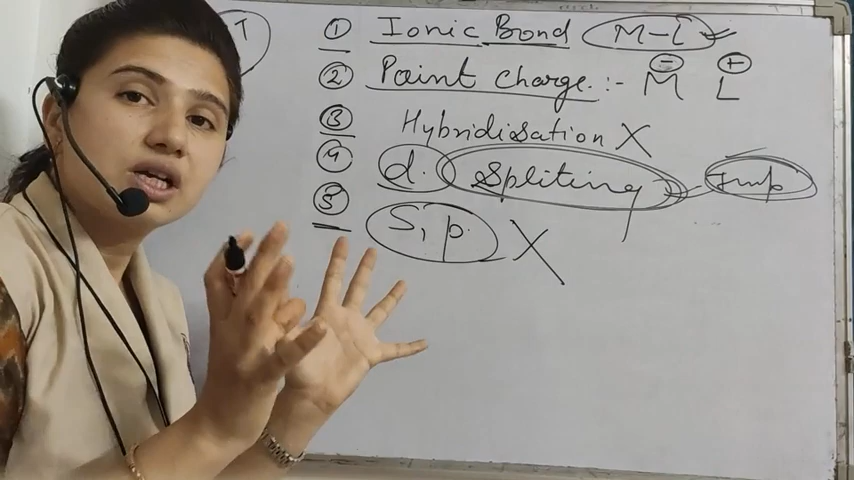 T
① Ionic Bond M-L
② Point Charge :- M⊖ L⊕
③ Hybridisation X
④ d. Spliting Imp
⑤ S, p. X